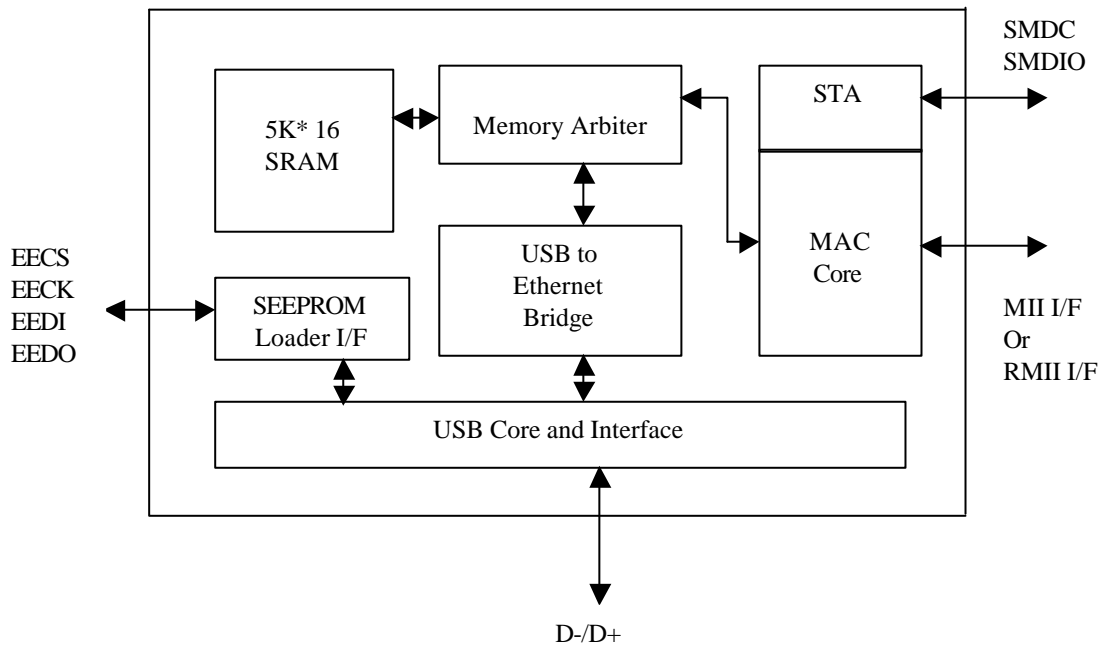 SMDC
SMDIO
STA
5K* 16
SRAM
Memory Arbiter
MAC
Core
USB to
Ethernet
Bridge
EECS
EECK
EEDI
EEDO
SEEPROM
Loader I/F
MII I/F
Or
RMII I/F
USB Core and Interface
D-/D+